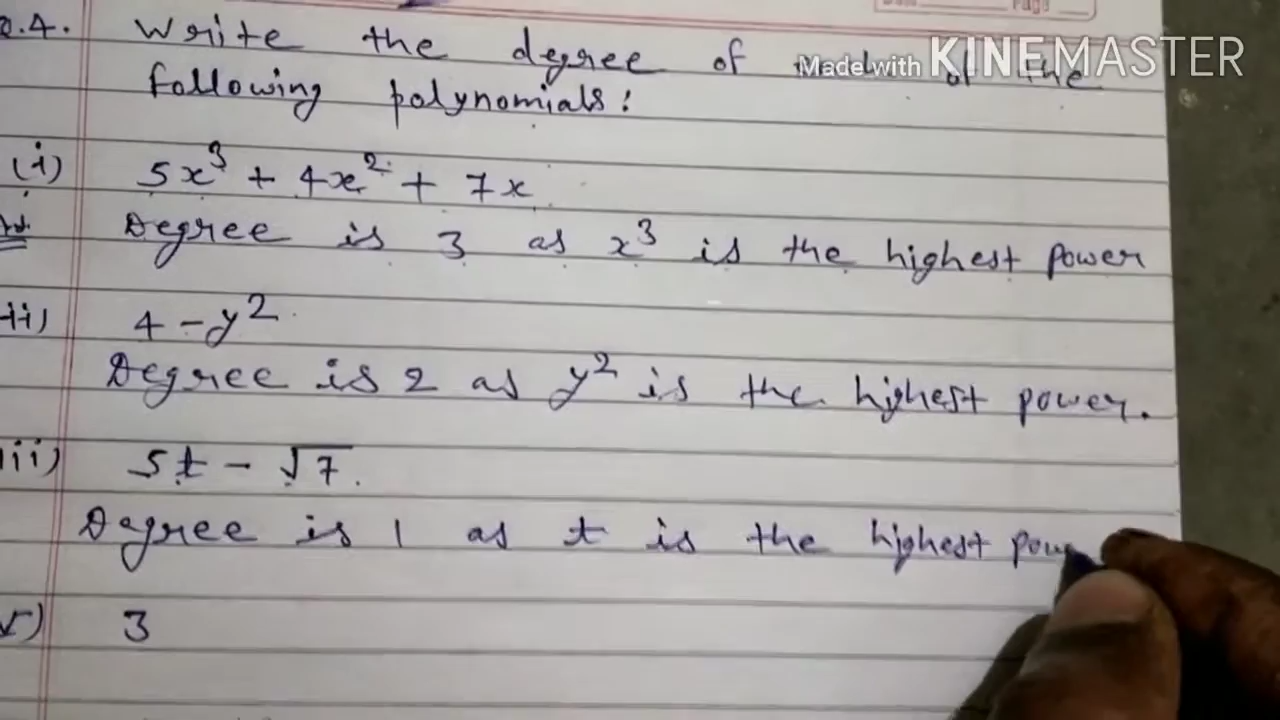 Q.4. Write the degree of of the
Made with KINEMASTER
following polynomials:
(i) 5x³ + 4x² + 7x
Degree is 3 as x³ is the highest power
ii) 4 - y²
Degree is 2 as y² is the highest power.
iii) 5t - √7.
Degree is 1 as t is the highest pow
v) 3